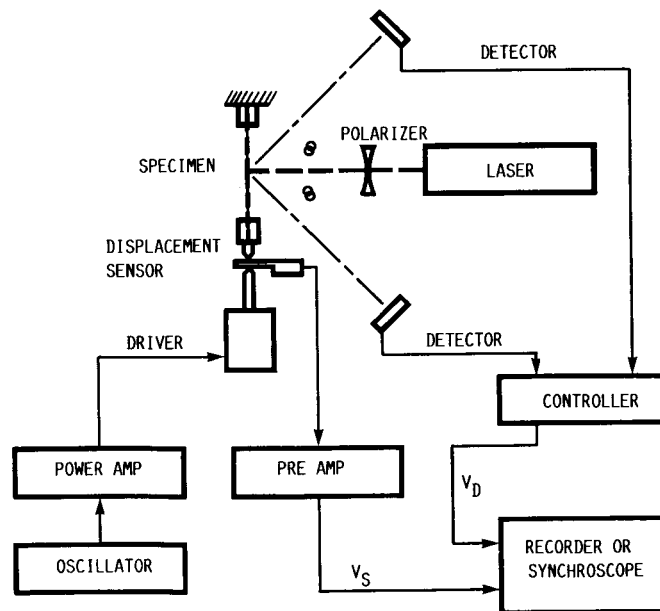 DETECTOR
POLARIZER
SPECIMEN
LASER
DISPLACEMENT
SENSOR
DRIVER
DETECTOR
CONTROLLER
POWER AMP
PRE AMP
V_D
OSCILLATOR
V_S
RECORDER OR
SYNCHROSCOPE